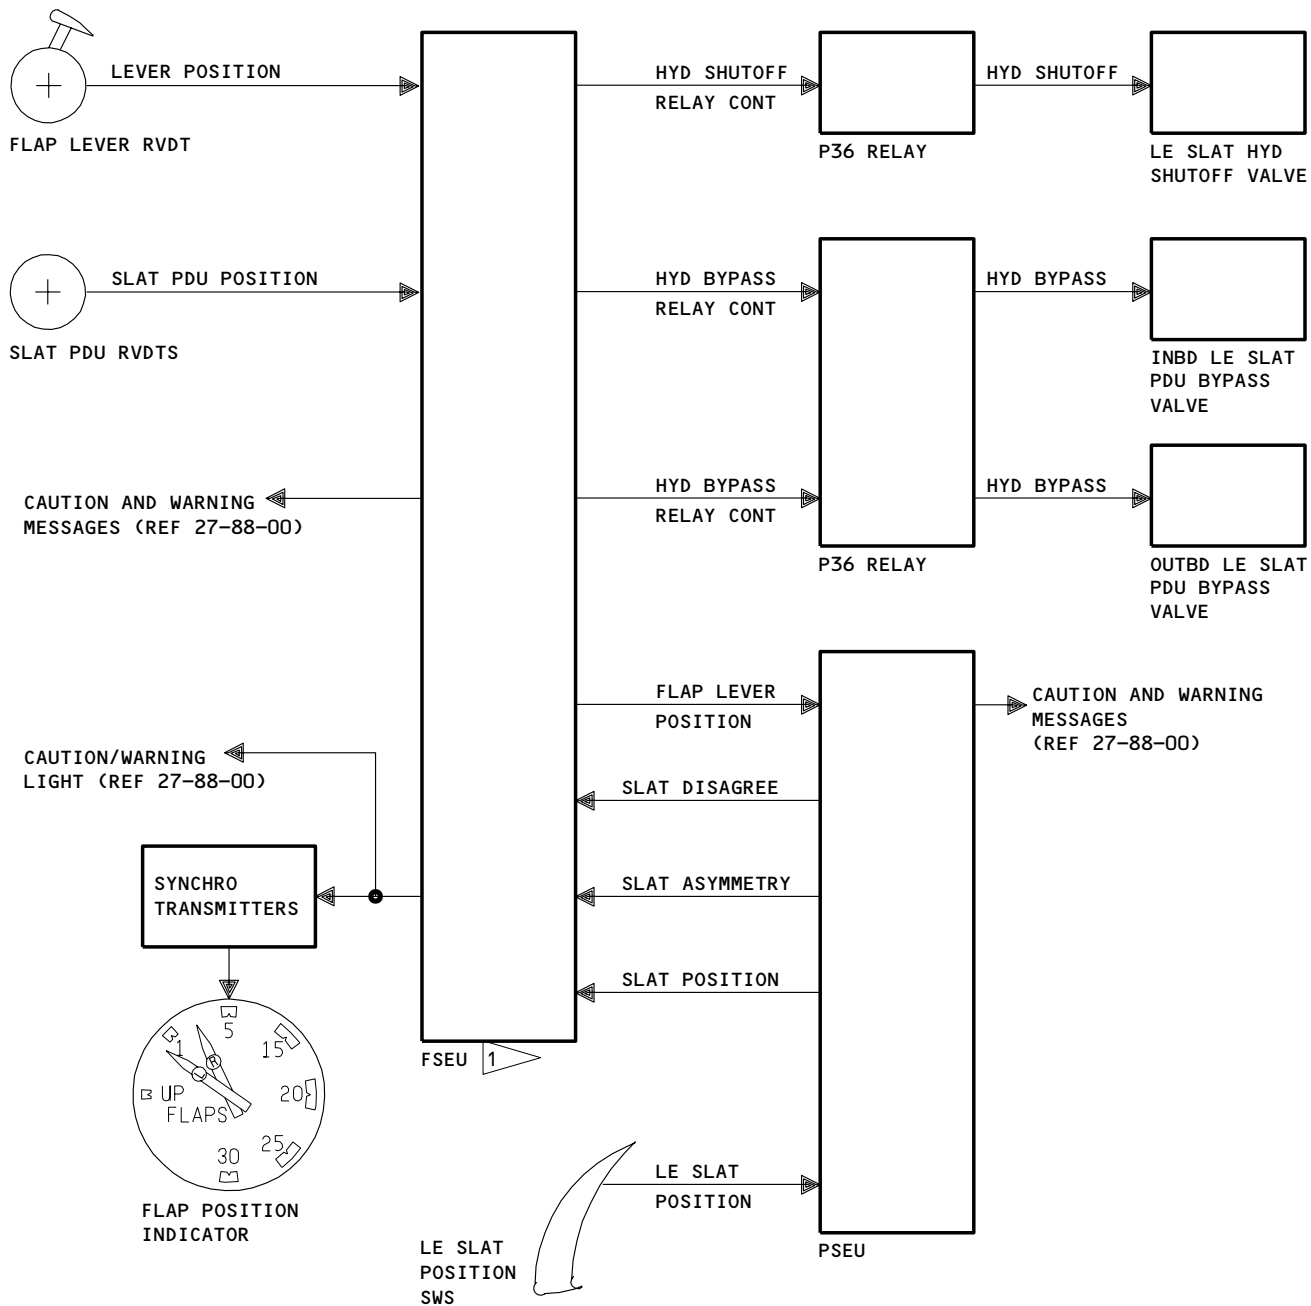 LEVER POSITION
FLAP LEVER RVDT
HYD SHUTOFF
RELAY CONT
P36 RELAY
HYD SHUTOFF
LE SLAT HYD
SHUTOFF VALVE
SLAT PDU POSITION
SLAT PDU RVDTS
HYD BYPASS
RELAY CONT
HYD BYPASS
INBD LE SLAT
PDU BYPASS
VALVE
CAUTION AND WARNING
MESSAGES (REF 27-88-00)
HYD BYPASS
RELAY CONT
P36 RELAY
HYD BYPASS
OUTBD LE SLAT
PDU BYPASS
VALVE
FLAP LEVER
POSITION
CAUTION AND WARNING
MESSAGES
(REF 27-88-00)
CAUTION/WARNING
LIGHT (REF 27-88-00)
SLAT DISAGREE
SYNCHRO
TRANSMITTERS
SLAT ASYMMETRY
SLAT POSITION
FSEU 1
5
1
15
R
L
UP
20
FLAPS
25
30
FLAP POSITION
INDICATOR
LE SLAT
POSITION
PSEU
LE SLAT
POSITION
SWS